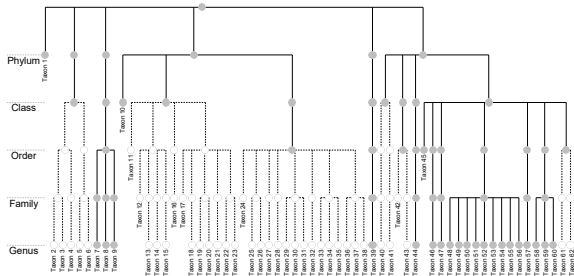 Phylum
Taxon 1
Class
Taxon 10
Order
Taxon 11
Taxon 45
Family
Taxon 12
Taxon 16
Taxon 17
Taxon 24
Taxon 42
Genus
Taxon 2
Taxon 3
Taxon 4
Taxon 5
Taxon 6
Taxon 7
Taxon 8
Taxon 9
Taxon 13
Taxon 14
Taxon 15
Taxon 18
Taxon 19
Taxon 20
Taxon 21
Taxon 22
Taxon 23
Taxon 25
Taxon 26
Taxon 27
Taxon 28
Taxon 29
Taxon 30
Taxon 31
Taxon 32
Taxon 33
Taxon 34
Taxon 35
Taxon 36
Taxon 37
Taxon 38
Taxon 39
Taxon 40
Taxon 41
Taxon 43
Taxon 44
Taxon 46
Taxon 47
Taxon 48
Taxon 49
Taxon 50
Taxon 51
Taxon 52
Taxon 53
Taxon 54
Taxon 55
Taxon 56
Taxon 57
Taxon 58
Taxon 59
Taxon 60
Taxon 61
Taxon 62